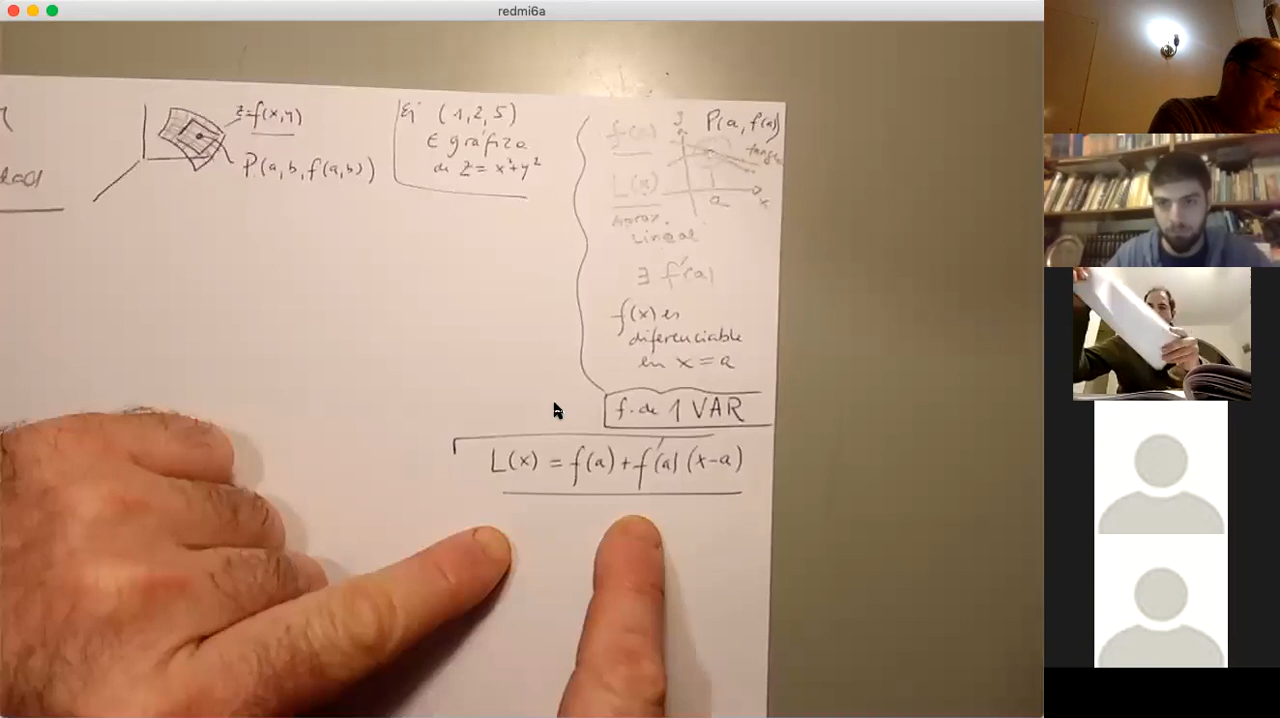 redmi6a
z=f(x,y)
P(a,b,f(a,b))
Ej (1,2,5)
∈ gráfica
de z=x²+y²
f(x)
L(x)
aprox.
Lineal
P(a,f(a))
a
x
∃ f'(a)
f(x) es
diferenciable
en x=a
f. de 1 VAR
L(x) = f(a)+f'(a)(x-a)